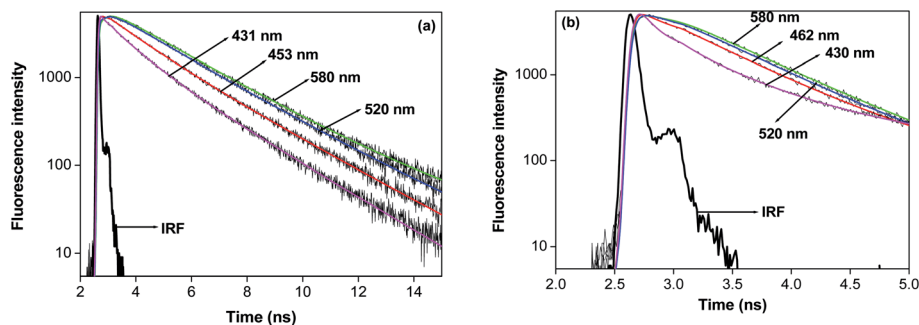 (a)
431 nm
453 nm
580 nm
520 nm
IRF
Fluorescence intensity
1000
100
10
2 4 6 8 10 12 14
Time (ns)
(b)
580 nm
462 nm
430 nm
520 nm
IRF
Fluorescence intensity
1000
100
10
2.0 2.5 3.0 3.5 4.0 4.5 5.0
Time (ns)